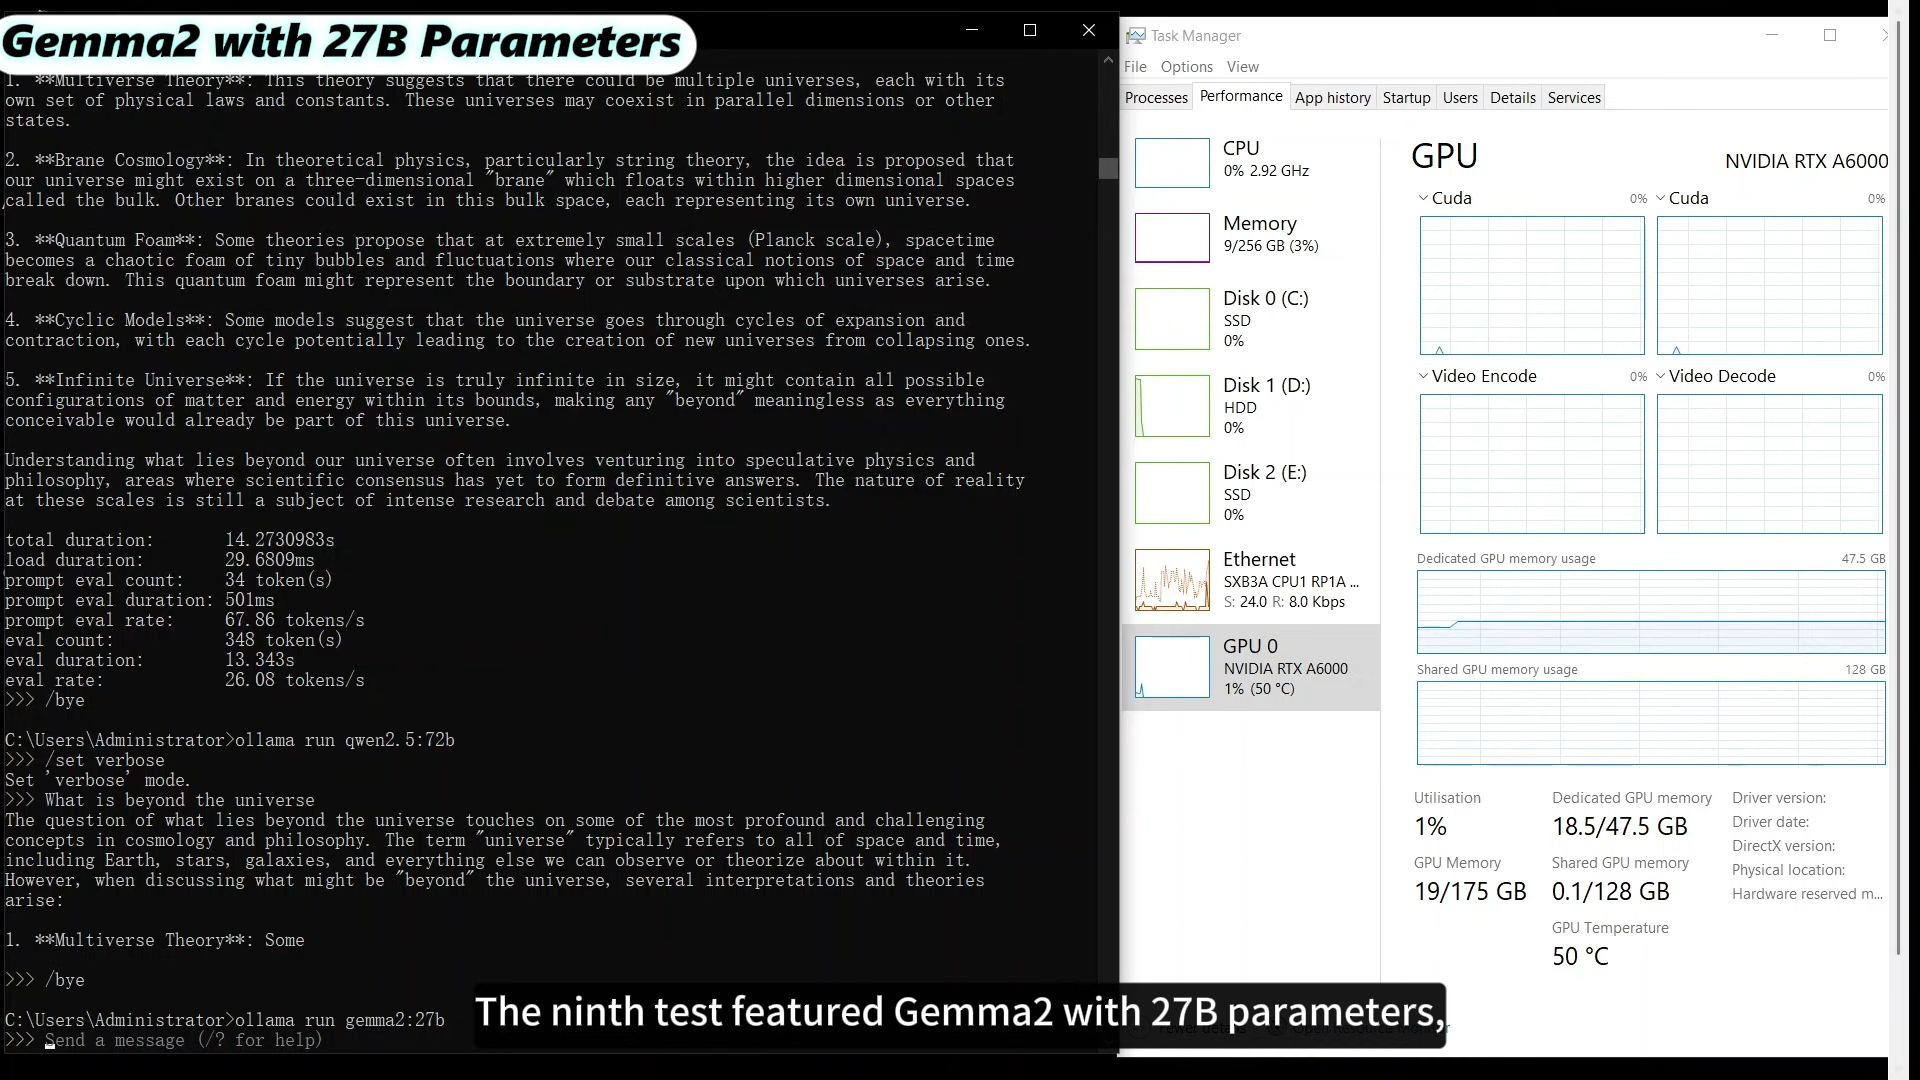 Gemma2 with 27B Parameters
1. **Multiverse Theory**: This theory suggests that there could be multiple universes, each with its
own set of physical laws and constants. These universes may coexist in parallel dimensions or other
states.
2. **Brane Cosmology**: In theoretical physics, particularly string theory, the idea is proposed that
our universe might exist on a three-dimensional "brane" which floats within higher dimensional spaces
called the bulk. Other branes could exist in this bulk space, each representing its own universe.
3. **Quantum Foam**: Some theories propose that at extremely small scales (Planck scale), spacetime
becomes a chaotic foam of tiny bubbles and fluctuations where our classical notions of space and time
break down. This quantum foam might represent the boundary or substrate upon which universes arise.
4. **Cyclic Models**: Some models suggest that the universe goes through cycles of expansion and
contraction, with each cycle potentially leading to the creation of new universes from collapsing ones.
5. **Infinite Universe**: If the universe is truly infinite in size, it might contain all possible
configurations of matter and energy within its bounds, making any "beyond" meaningless as everything
conceivable would already be part of this universe.
Understanding what lies beyond our universe often involves venturing into speculative physics and
philosophy, areas where scientific consensus has yet to form definitive answers. The nature of reality
at these scales is still a subject of intense research and debate among scientists.
total duration: 14.2730983s
load duration: 29.6809ms
prompt eval count: 34 token(s)
prompt eval duration: 501ms
prompt eval rate: 67.86 tokens/s
eval count: 348 token(s)
eval duration: 13.343s
eval rate: 26.08 tokens/s
>>> /bye
C:\Users\Administrator>ollama run qwen2.5:72b
>>> /set verbose
Set 'verbose' mode.
>>> What is beyond the universe
The question of what lies beyond the universe touches on some of the most profound and challenging
concepts in cosmology and philosophy. The term "universe" typically refers to all of space and time,
including Earth, stars, galaxies, and everything else we can observe or theorize about within it.
However, when discussing what might be "beyond" the universe, several interpretations and theories
arise:
1. **Multiverse Theory**: Some
>>> /bye
C:\Users\Administrator>ollama run gemma2:27b
>>> Send a message (/? for help)
Task Manager
File Options View
Processes Performance App history Startup Users Details Services
CPU
0% 2.92 GHz
Memory
9/256 GB (3%)
Disk 0 (C:)
SSD
0%
Disk 1 (D:)
HDD
0%
Disk 2 (E:)
SSD
0%
Ethernet
SXB3A CPU1 RP1A ...
S: 24.0 R: 8.0 Kbps
GPU 0
NVIDIA RTX A6000
1% (50 °C)
GPU NVIDIA RTX A6000
Cuda 0% Cuda 0%
Video Encode 0% Video Decode 0%
Dedicated GPU memory usage 47.5 GB
Shared GPU memory usage 128 GB
Utilisation
1%
GPU Memory
19/175 GB
Dedicated GPU memory
18.5/47.5 GB
Shared GPU memory
0.1/128 GB
GPU Temperature
50 °C
Driver version:
Driver date:
DirectX version:
Physical location:
Hardware reserved m...
The ninth test featured Gemma2 with 27B parameters,